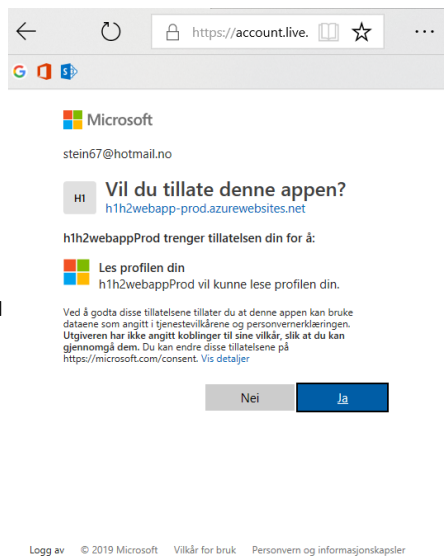 https://account.live.
Microsoft
stein67@hotmail.no
H1
Vil du tillate denne appen?
h1h2webapp-prod.azurewebsites.net
h1h2webappProd trenger tillatelsen din for å:
Les profilen din
h1h2webappProd vil kunne lese profilen din.
Ved å godta disse tillatelsene tillater du at denne appen kan bruke
dataene som angitt i tjenestevilkårene og personvernerklæringen.
Utgiveren har ikke angitt koblinger til sine vilkår, slik at du kan
gjennomgå dem. Du kan endre disse tillatelsene på
https://microsoft.com/consent. Vis detaljer
Nei
Ja
Logg av © 2019 Microsoft Vilkår for bruk Personvern og informasjonskapsler